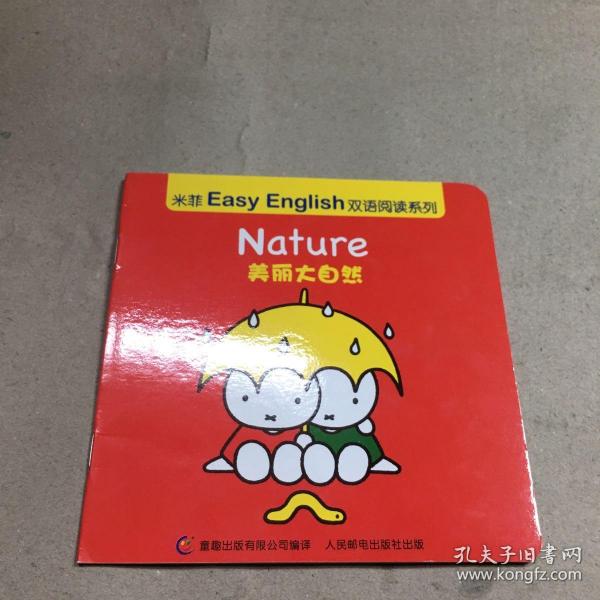 米菲 Easy English 双语阅读系列
Nature
美丽大自然
童趣出版有限公司编译 人民邮电出版社出版
孔夫子旧书网
www.kongfz.com